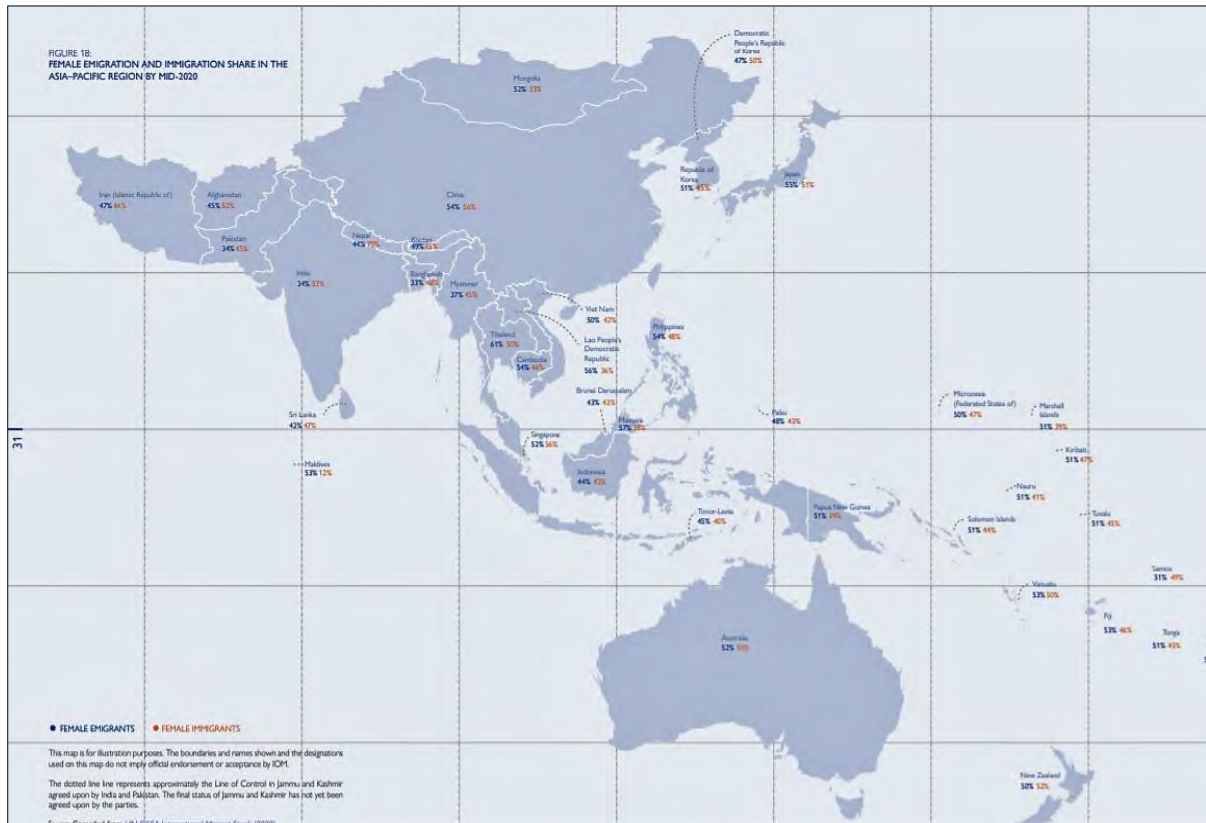 FIGURE 18:
FEMALE EMIGRATION AND IMMIGRATION SHARE IN THE
ASIA–PACIFIC REGION BY MID-2020
Democratic
People's Republic
of Korea
47% 50%
Mongolia
52% 33%
Republic of
Korea
51% 45%
Japan
55% 51%
Iran (Islamic Republic of)
47% 46%
Afghanistan
45% 52%
China
54% 56%
Pakistan
34%
Nepal
44% 70%
Bhutan
49% 15%
India
34% 53%
Bangladesh
33%
Myanmar
37% 45%
Viet Nam
50% 42%
Thailand
61% 50%
Lao People's
Democratic
Republic
56% 36%
Cambodia
54% 46%
Philippines
54% 48%
Brunei Darussalam
43% 43%
Sri Lanka
42% 47%
Malaysia
57%
Palau
48% 43%
Micronesia
(Federated States of)
50% 47%
Marshall
Islands
51% 39%
Singapore
52% 56%
Kiribati
51% 47%
Maldives
53% 12%
Indonesia
44% 42%
Nauru
51% 41%
Timor-Leste
45% 40%
Papua New Guinea
51%
Solomon Islands
51% 44%
Tuvalu
51% 45%
31
Samoa
51% 49%
Vanuatu
53% 50%
Fiji
53% 46%
Tonga
51% 45%
Australia
52% 50%
New Zealand
50% 52%
● FEMALE EMIGRANTS ● FEMALE IMMIGRANTS
This map is for illustration purposes. The boundaries and names shown and the designations
used on this map do not imply official endorsement or acceptance by IOM.
The dotted line line represents approximately the Line of Control in Jammu and Kashmir
agreed upon by India and Pakistan. The final status of Jammu and Kashmir has not yet been
agreed upon by the parties.